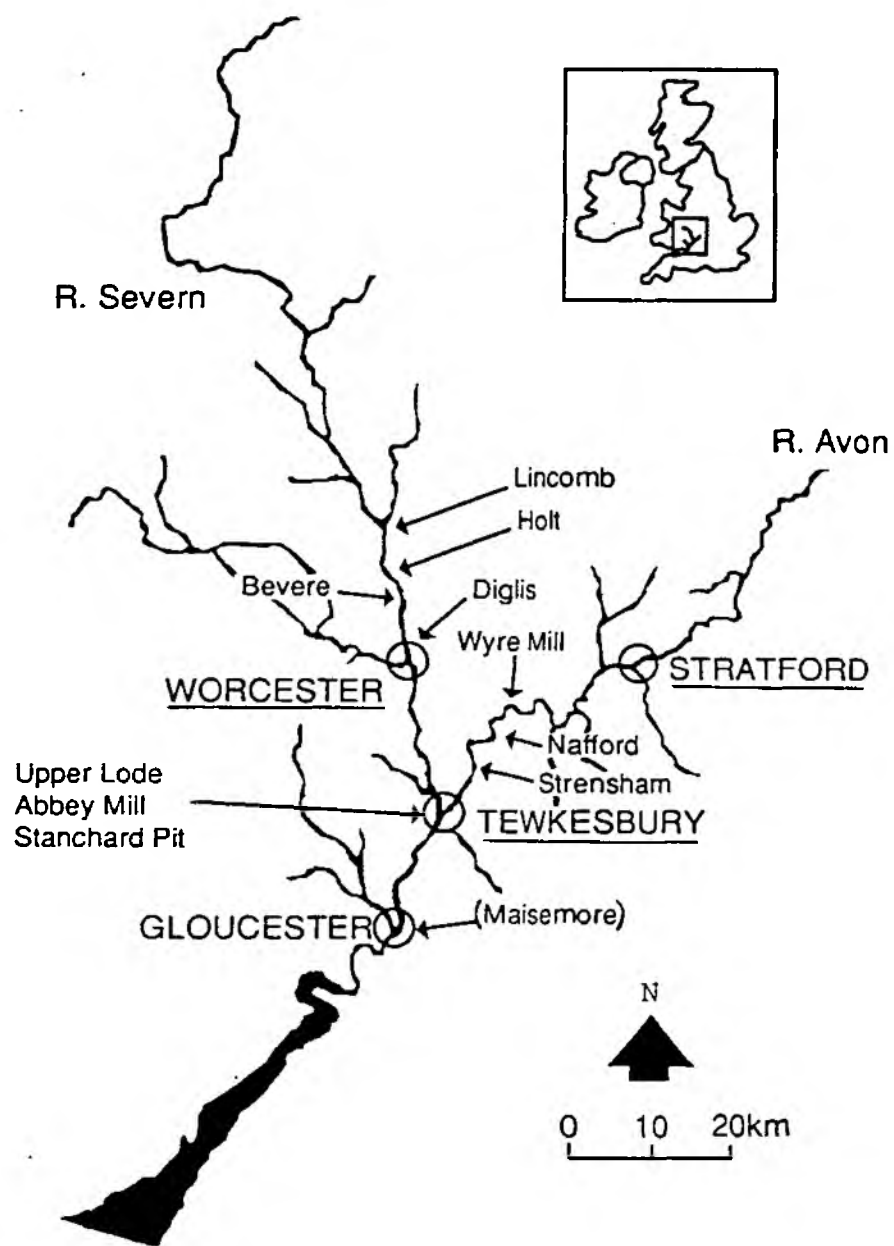 R. Severn
R. Avon
Lincomb
Holt
Bevere
Diglis
Wyre Mill
WORCESTER
STRATFORD
Nafford
Strensham
Upper Lode
Abbey Mill
Stanchard Pit
TEWKESBURY
GLOUCESTER
(Maisemore)
N
0 10 20km